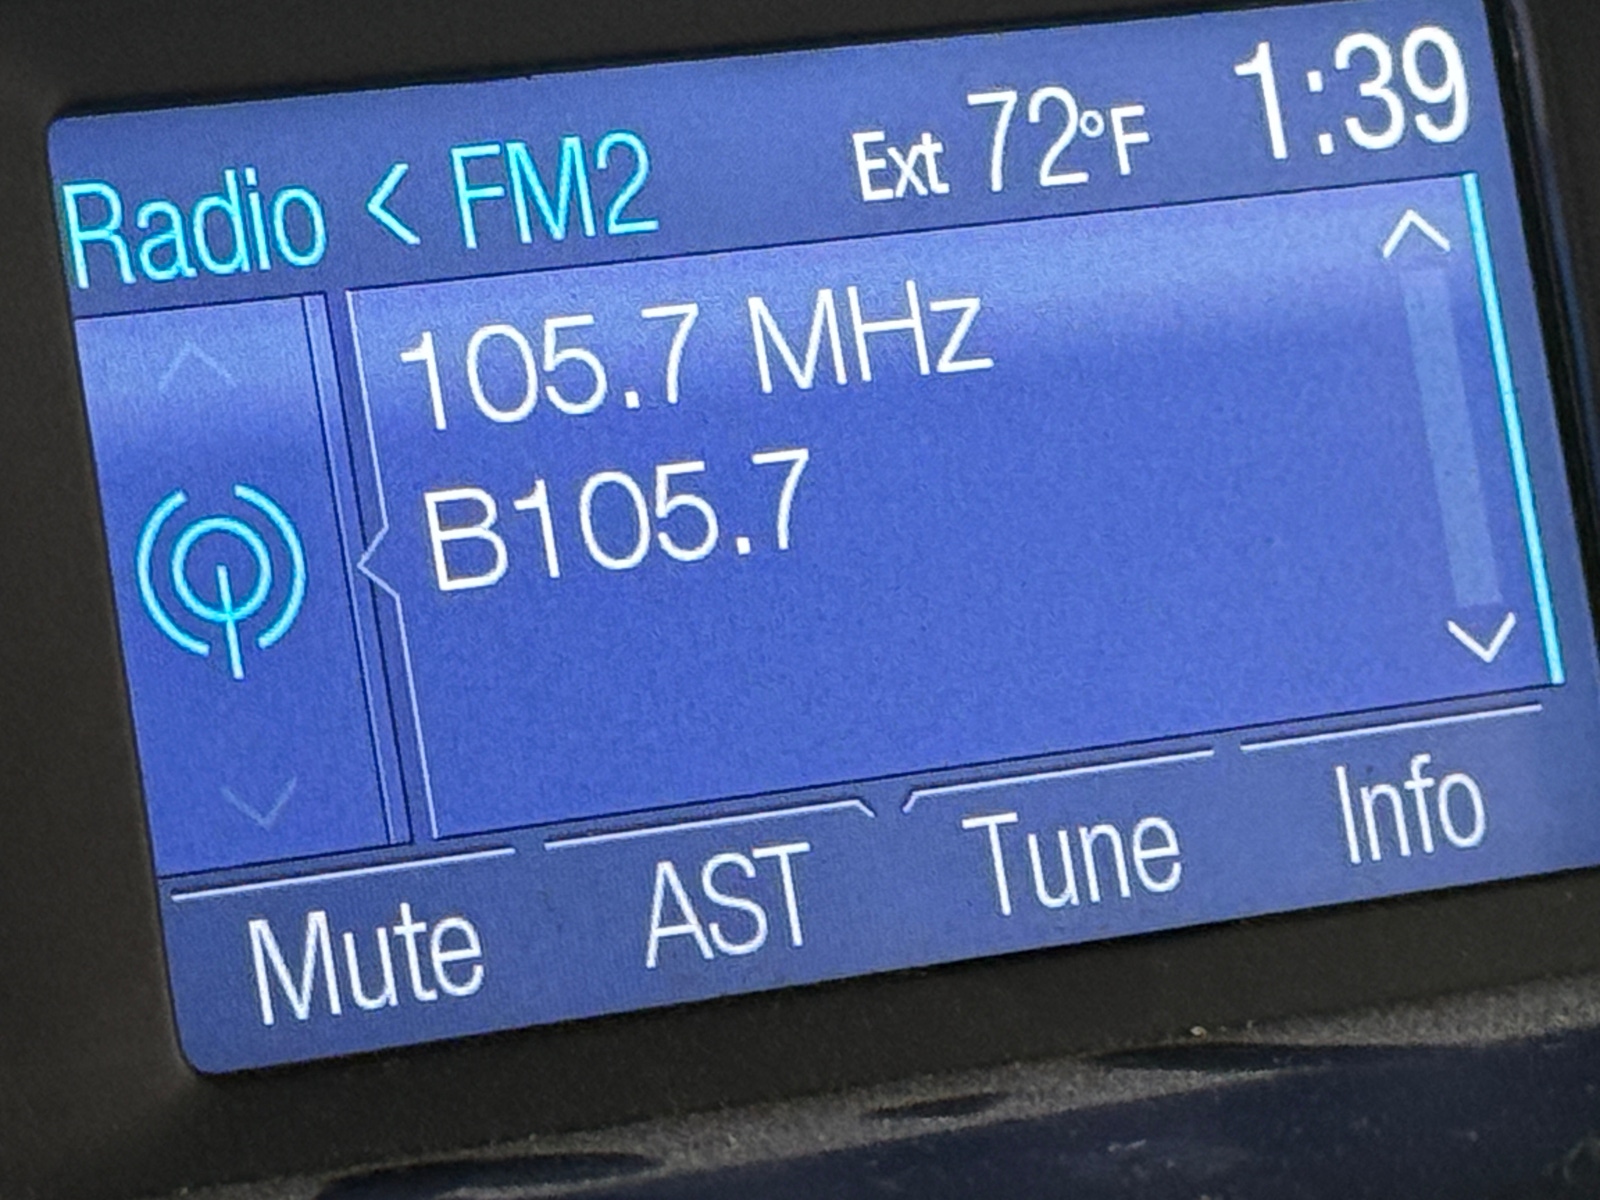 Radio < FM2 Ext 72°F 1:39
105.7 MHz
B105.7
Mute AST Tune Info